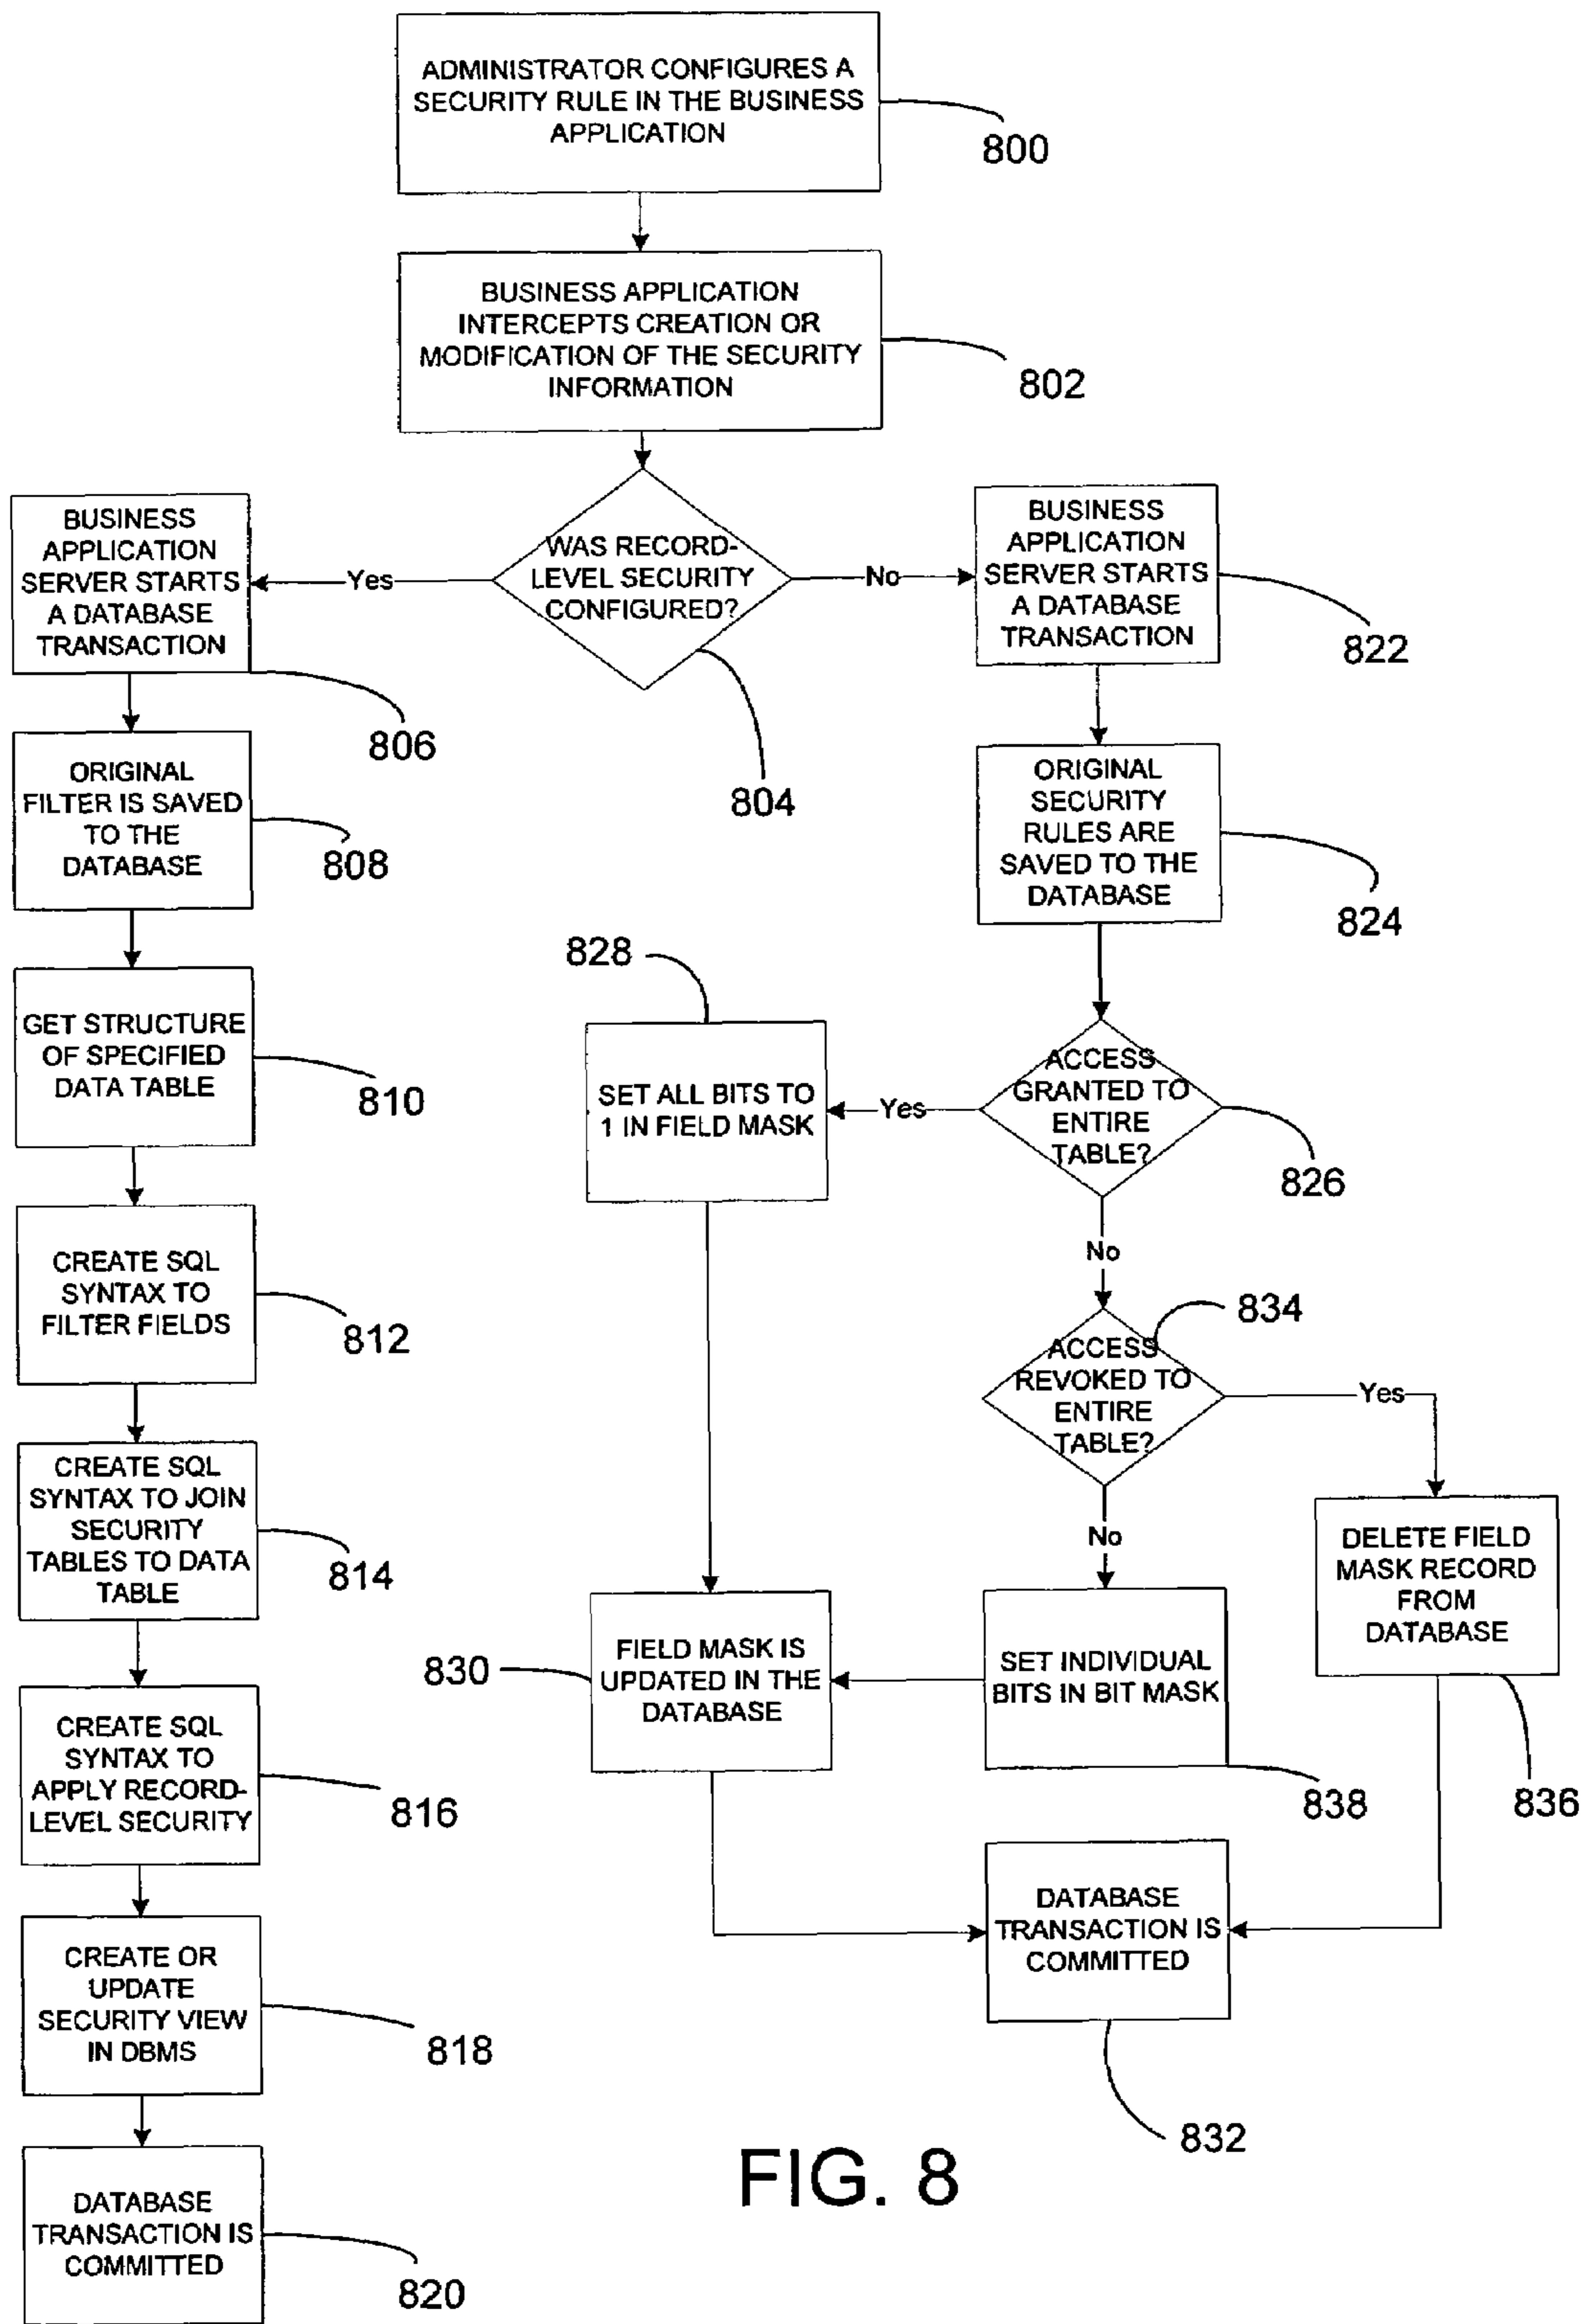 ADMINISTRATOR CONFIGURES A
SECURITY RULE IN THE BUSINESS
APPLICATION
800
BUSINESS APPLICATION
INTERCEPTS CREATION OR
MODIFICATION OF THE SECURITY
INFORMATION
802
WAS RECORD-
LEVEL SECURITY
CONFIGURED?
804
Yes
No
BUSINESS
APPLICATION
SERVER STARTS
A DATABASE
TRANSACTION
806
ORIGINAL
FILTER IS SAVED
TO THE
DATABASE
808
GET STRUCTURE
OF SPECIFIED
DATA TABLE
810
CREATE SQL
SYNTAX TO
FILTER FIELDS
812
CREATE SQL
SYNTAX TO JOIN
SECURITY
TABLES TO DATA
TABLE
814
CREATE SQL
SYNTAX TO
APPLY RECORD-
LEVEL SECURITY
816
CREATE OR
UPDATE
SECURITY VIEW
IN DBMS
818
DATABASE
TRANSACTION IS
COMMITTED
820
BUSINESS
APPLICATION
SERVER STARTS
A DATABASE
TRANSACTION
822
ORIGINAL
SECURITY
RULES ARE
SAVED TO THE
DATABASE
824
ACCESS
GRANTED TO
ENTIRE
TABLE?
826
Yes
828
SET ALL BITS TO
1 IN FIELD MASK
No
834
ACCESS
REVOKED TO
ENTIRE
TABLE?
Yes
No
DELETE FIELD
MASK RECORD
FROM
DATABASE
836
SET INDIVIDUAL
BITS IN BIT MASK
838
830
FIELD MASK IS
UPDATED IN THE
DATABASE
DATABASE
TRANSACTION IS
COMMITTED
832
FIG. 8